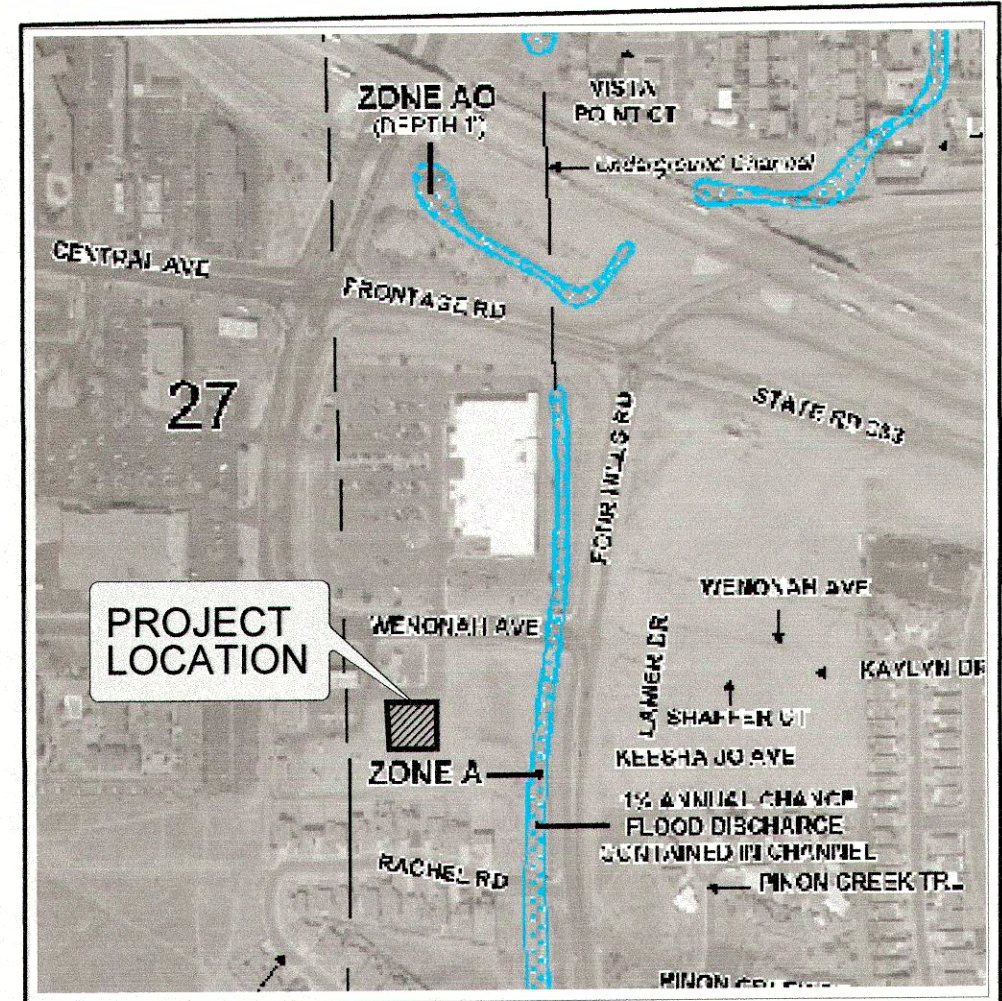 ZONE AO
(DEPTH 1')
VISTA
POINT CT
Underground Channel
CENTRAL AVE
FRONTAGE RD
27
STATE RD 333
FOUR HILLS RD
WENONAH AVE
PROJECT
LOCATION
WENONAH AVE
LAMIER DR
KAYLYN DR
SHAFFER CT
KEESHA JO AVE
ZONE A
1% ANNUAL CHANCE
FLOOD DISCHARGE
CONTAINED IN CHANNEL
RACHEL RD
PINON CREEK TRL